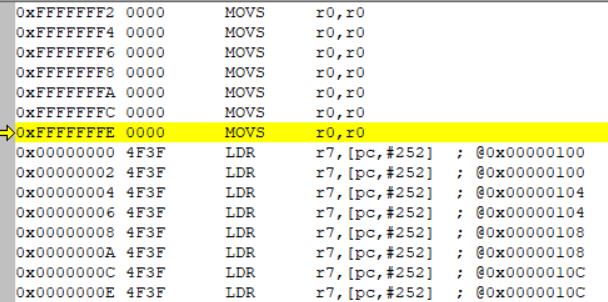 0xFFFFFFF2 0000 MOVS r0,r0
0xFFFFFFF4 0000 MOVS r0,r0
0xFFFFFFF6 0000 MOVS r0,r0
0xFFFFFFF8 0000 MOVS r0,r0
0xFFFFFFFA 0000 MOVS r0,r0
0xFFFFFFFC 0000 MOVS r0,r0
0xFFFFFFFE 0000 MOVS r0,r0
0x00000000 4F3F LDR r7,[pc,#252] ; @0x00000100
0x00000002 4F3F LDR r7,[pc,#252] ; @0x00000100
0x00000004 4F3F LDR r7,[pc,#252] ; @0x00000104
0x00000006 4F3F LDR r7,[pc,#252] ; @0x00000104
0x00000008 4F3F LDR r7,[pc,#252] ; @0x00000108
0x0000000A 4F3F LDR r7,[pc,#252] ; @0x00000108
0x0000000C 4F3F LDR r7,[pc,#252] ; @0x0000010C
0x0000000E 4F3F LDR r7,[pc,#252] ; @0x0000010C